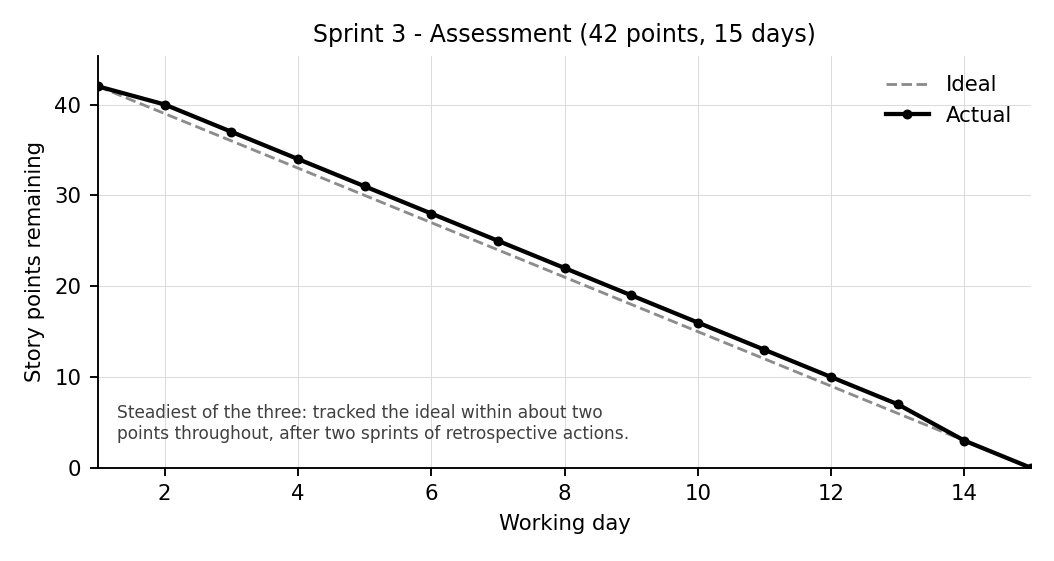 Sprint 3 - Assessment (42 points, 15 days)
Ideal
Actual
Story points remaining
40
30
20
10
0
Steadiest of the three: tracked the ideal within about two
points throughout, after two sprints of retrospective actions.
2 4 6 8 10 12 14
Working day